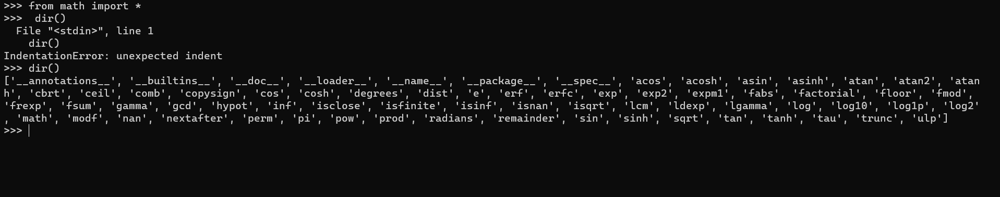 >>> from math import *
>>>  dir()
  File "<stdin>", line 1
    dir()
IndentationError: unexpected indent
>>> dir()
['__annotations__', '__builtins__', '__doc__', '__loader__', '__name__', '__package__', '__spec__', 'acos', 'acosh', 'asin', 'asinh', 'atan', 'atan2', 'atan
h', 'cbrt', 'ceil', 'comb', 'copysign', 'cos', 'cosh', 'degrees', 'dist', 'e', 'erf', 'erfc', 'exp', 'exp2', 'expm1', 'fabs', 'factorial', 'floor', 'fmod',
'frexp', 'fsum', 'gamma', 'gcd', 'hypot', 'inf', 'isclose', 'isfinite', 'isinf', 'isnan', 'isqrt', 'lcm', 'ldexp', 'lgamma', 'log', 'log10', 'log1p', 'log2'
, 'math', 'modf', 'nan', 'nextafter', 'perm', 'pi', 'pow', 'prod', 'radians', 'remainder', 'sin', 'sinh', 'sqrt', 'tan', 'tanh', 'tau', 'trunc', 'ulp']
>>>